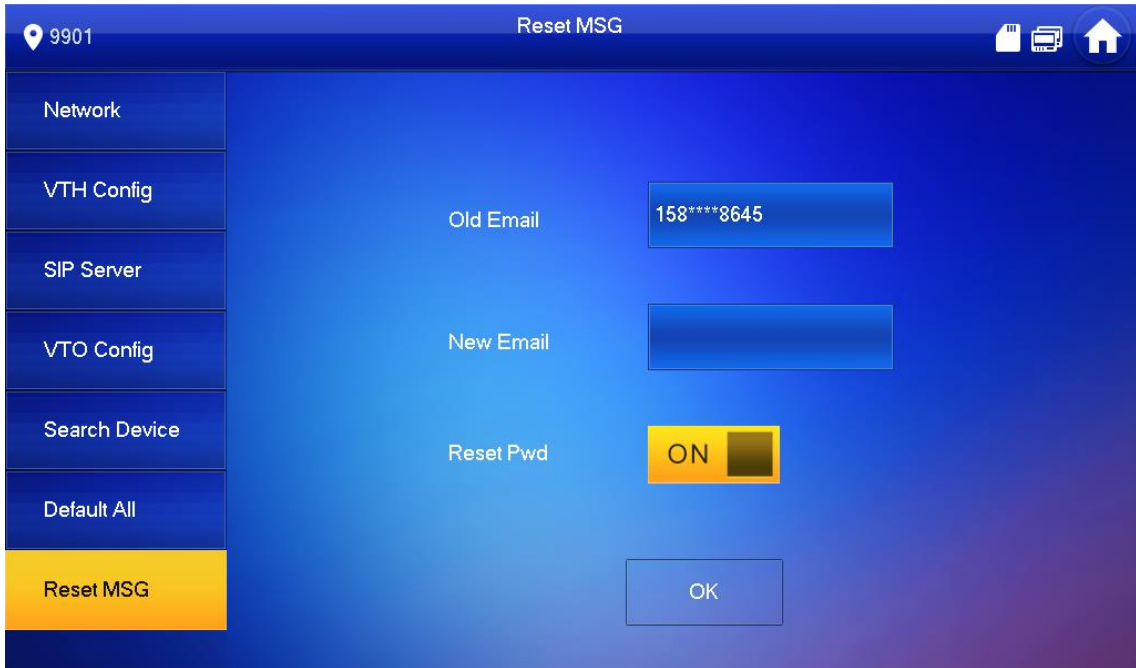 9901
Reset MSG
Network
VTH Config
SIP Server
VTO Config
Search Device
Default All
Reset MSG
Old Email
158****8645
New Email
Reset Pwd
ON
OK